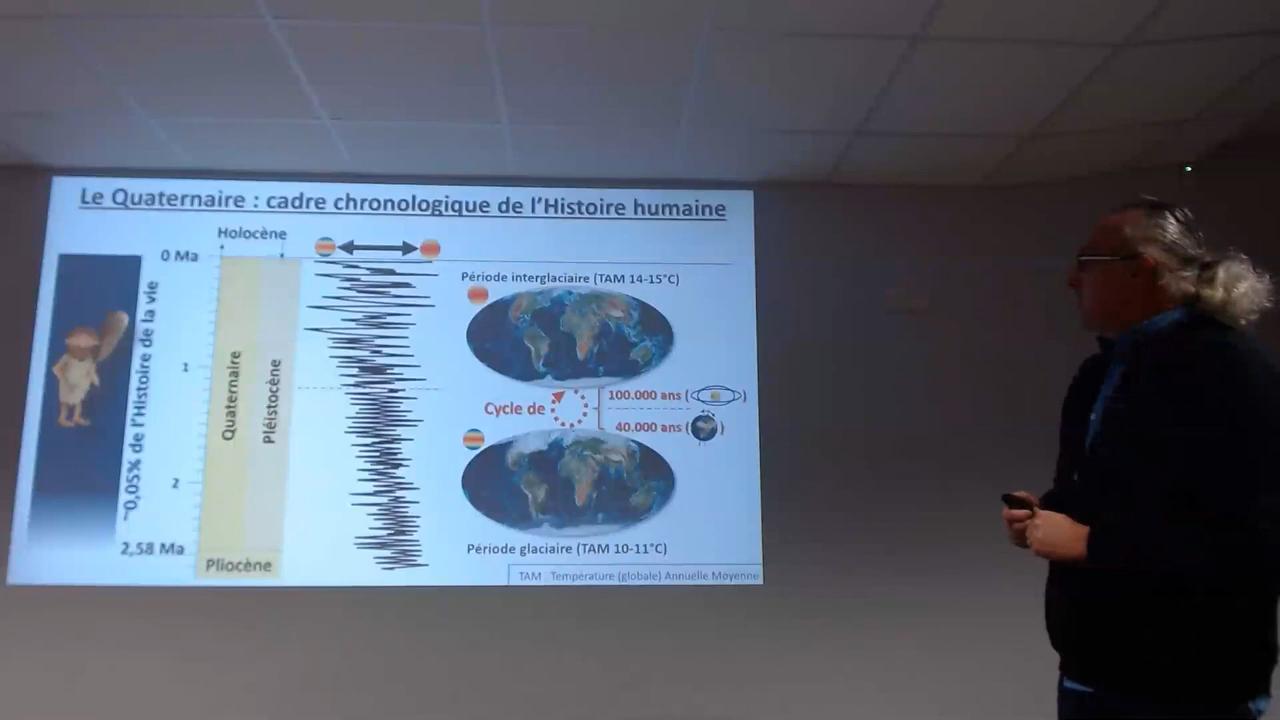 Le Quaternaire : cadre chronologique de l'Histoire humaine
Holocène
0 Ma
1
2
2,58 Ma
~0,05% de l'Histoire de la vie
Quaternaire
Pléistocène
Pliocène
Période interglaciaire (TAM 14-15°C)
Cycle de
100.000 ans ( )
40.000 ans ( )
Période glaciaire (TAM 10-11°C)
TAM : Température (globale) Annuelle Moyenne